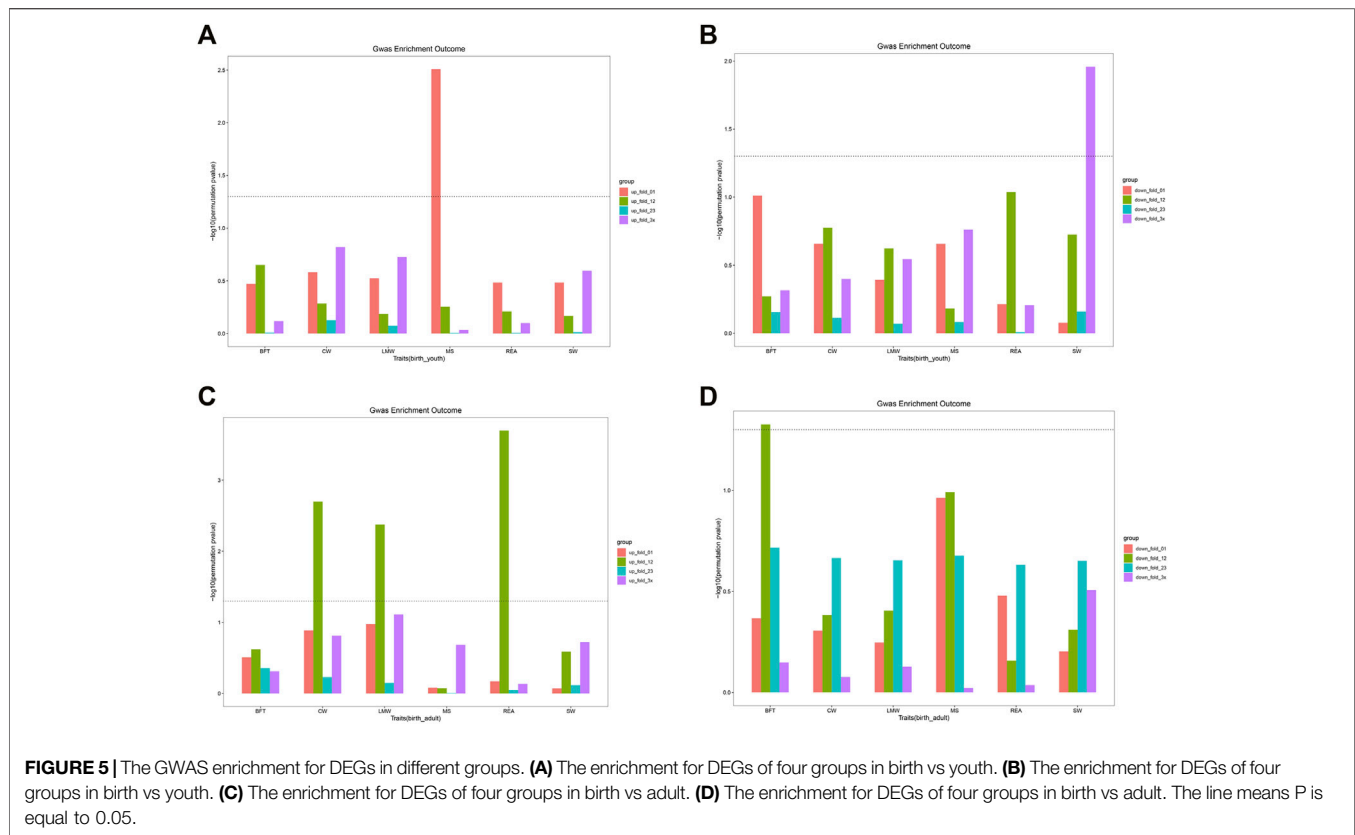 A
Gwas Enrichment Outcome
−log10(permutation pvalue)
2.5
2.0
1.5
1.0
0.5
0.0
BFT CW LMW MS REA SW
Traits(birth_youth)
group
up_fold_01
up_fold_12
up_fold_23
up_fold_3x
B
Gwas Enrichment Outcome
−log10(permutation pvalue)
2.0
1.5
1.0
0.5
0.0
BFT CW LMW MS REA SW
Traits(birth_youth)
group
down_fold_01
down_fold_12
down_fold_23
down_fold_3x
C
Gwas Enrichment Outcome
−log10(permutation pvalue)
3
2
1
0
BFT CW LMW MS REA SW
Traits(birth_adult)
group
up_fold_01
up_fold_12
up_fold_23
up_fold_3x
D
Gwas Enrichment Outcome
−log10(permutation pvalue)
1.0
0.5
0.0
BFT CW LMW MS REA SW
Traits(birth_adult)
group
down_fold_01
down_fold_12
down_fold_23
down_fold_3x
FIGURE 5 | The GWAS enrichment for DEGs in different groups. (A) The enrichment for DEGs of four groups in birth vs youth. (B) The enrichment for DEGs of four
groups in birth vs youth. (C) The enrichment for DEGs of four groups in birth vs adult. (D) The enrichment for DEGs of four groups in birth vs adult. The line means P is
equal to 0.05.